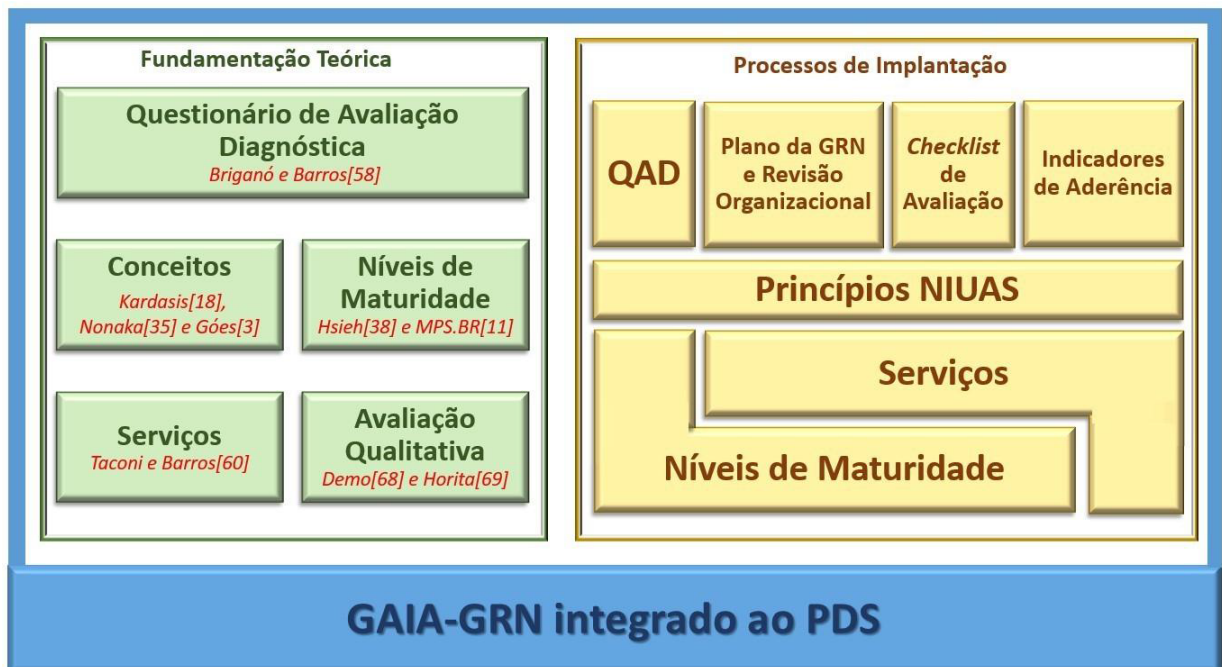 Fundamentação Teórica
Questionário de Avaliação
Diagnóstica
Briganó e Barros[58]
Conceitos
Kardasis[18],
Nonaka[35] e Góes[3]
Níveis de
Maturidade
Hsieh[38] e MPS.BR[11]
Serviços
Taconi e Barros[60]
Avaliação
Qualitativa
Demo[68] e Horita[69]
Processos de Implantação
QAD
Plano da GRN
e Revisão
Organizacional
Checklist
de
Avaliação
Indicadores
de Aderência
Princípios NIUAS
Serviços
Níveis de Maturidade
GAIA-GRN integrado ao PDS